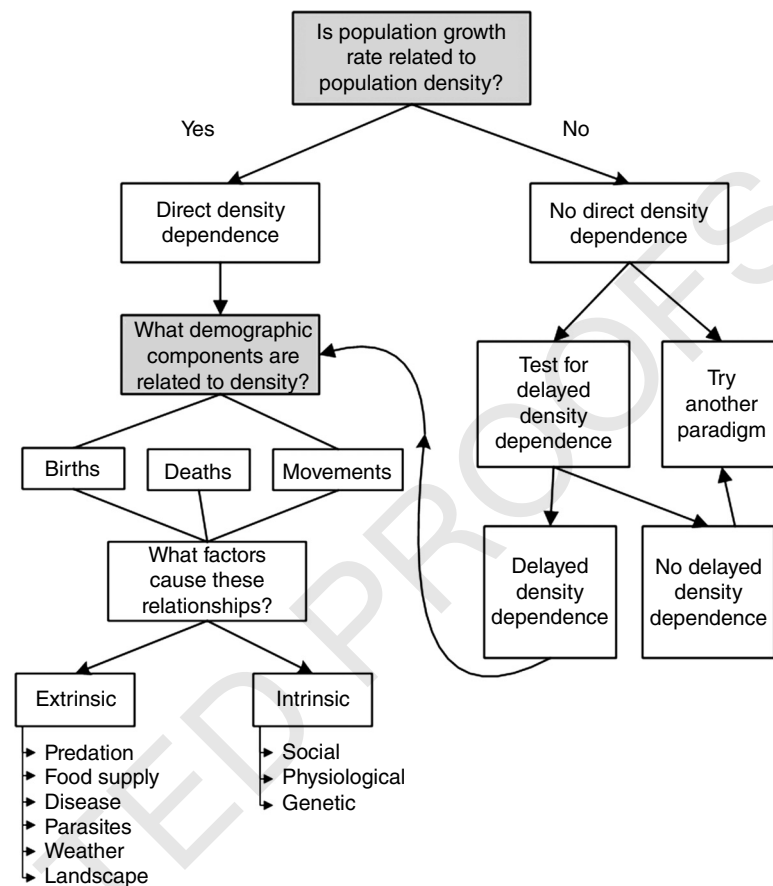 Is population growth
rate related to
population density?
Yes
No
Direct density
dependence
No direct density
dependence
What demographic
components are
related to density?
Test for
delayed
density
dependence
Try
another
paradigm
Births
Deaths
Movements
What factors
cause these
relationships?
Delayed
density
dependence
No delayed
density
dependence
Extrinsic
Intrinsic
Predation
Food supply
Disease
Parasites
Weather
Landscape
Social
Physiological
Genetic
TED PROOFS